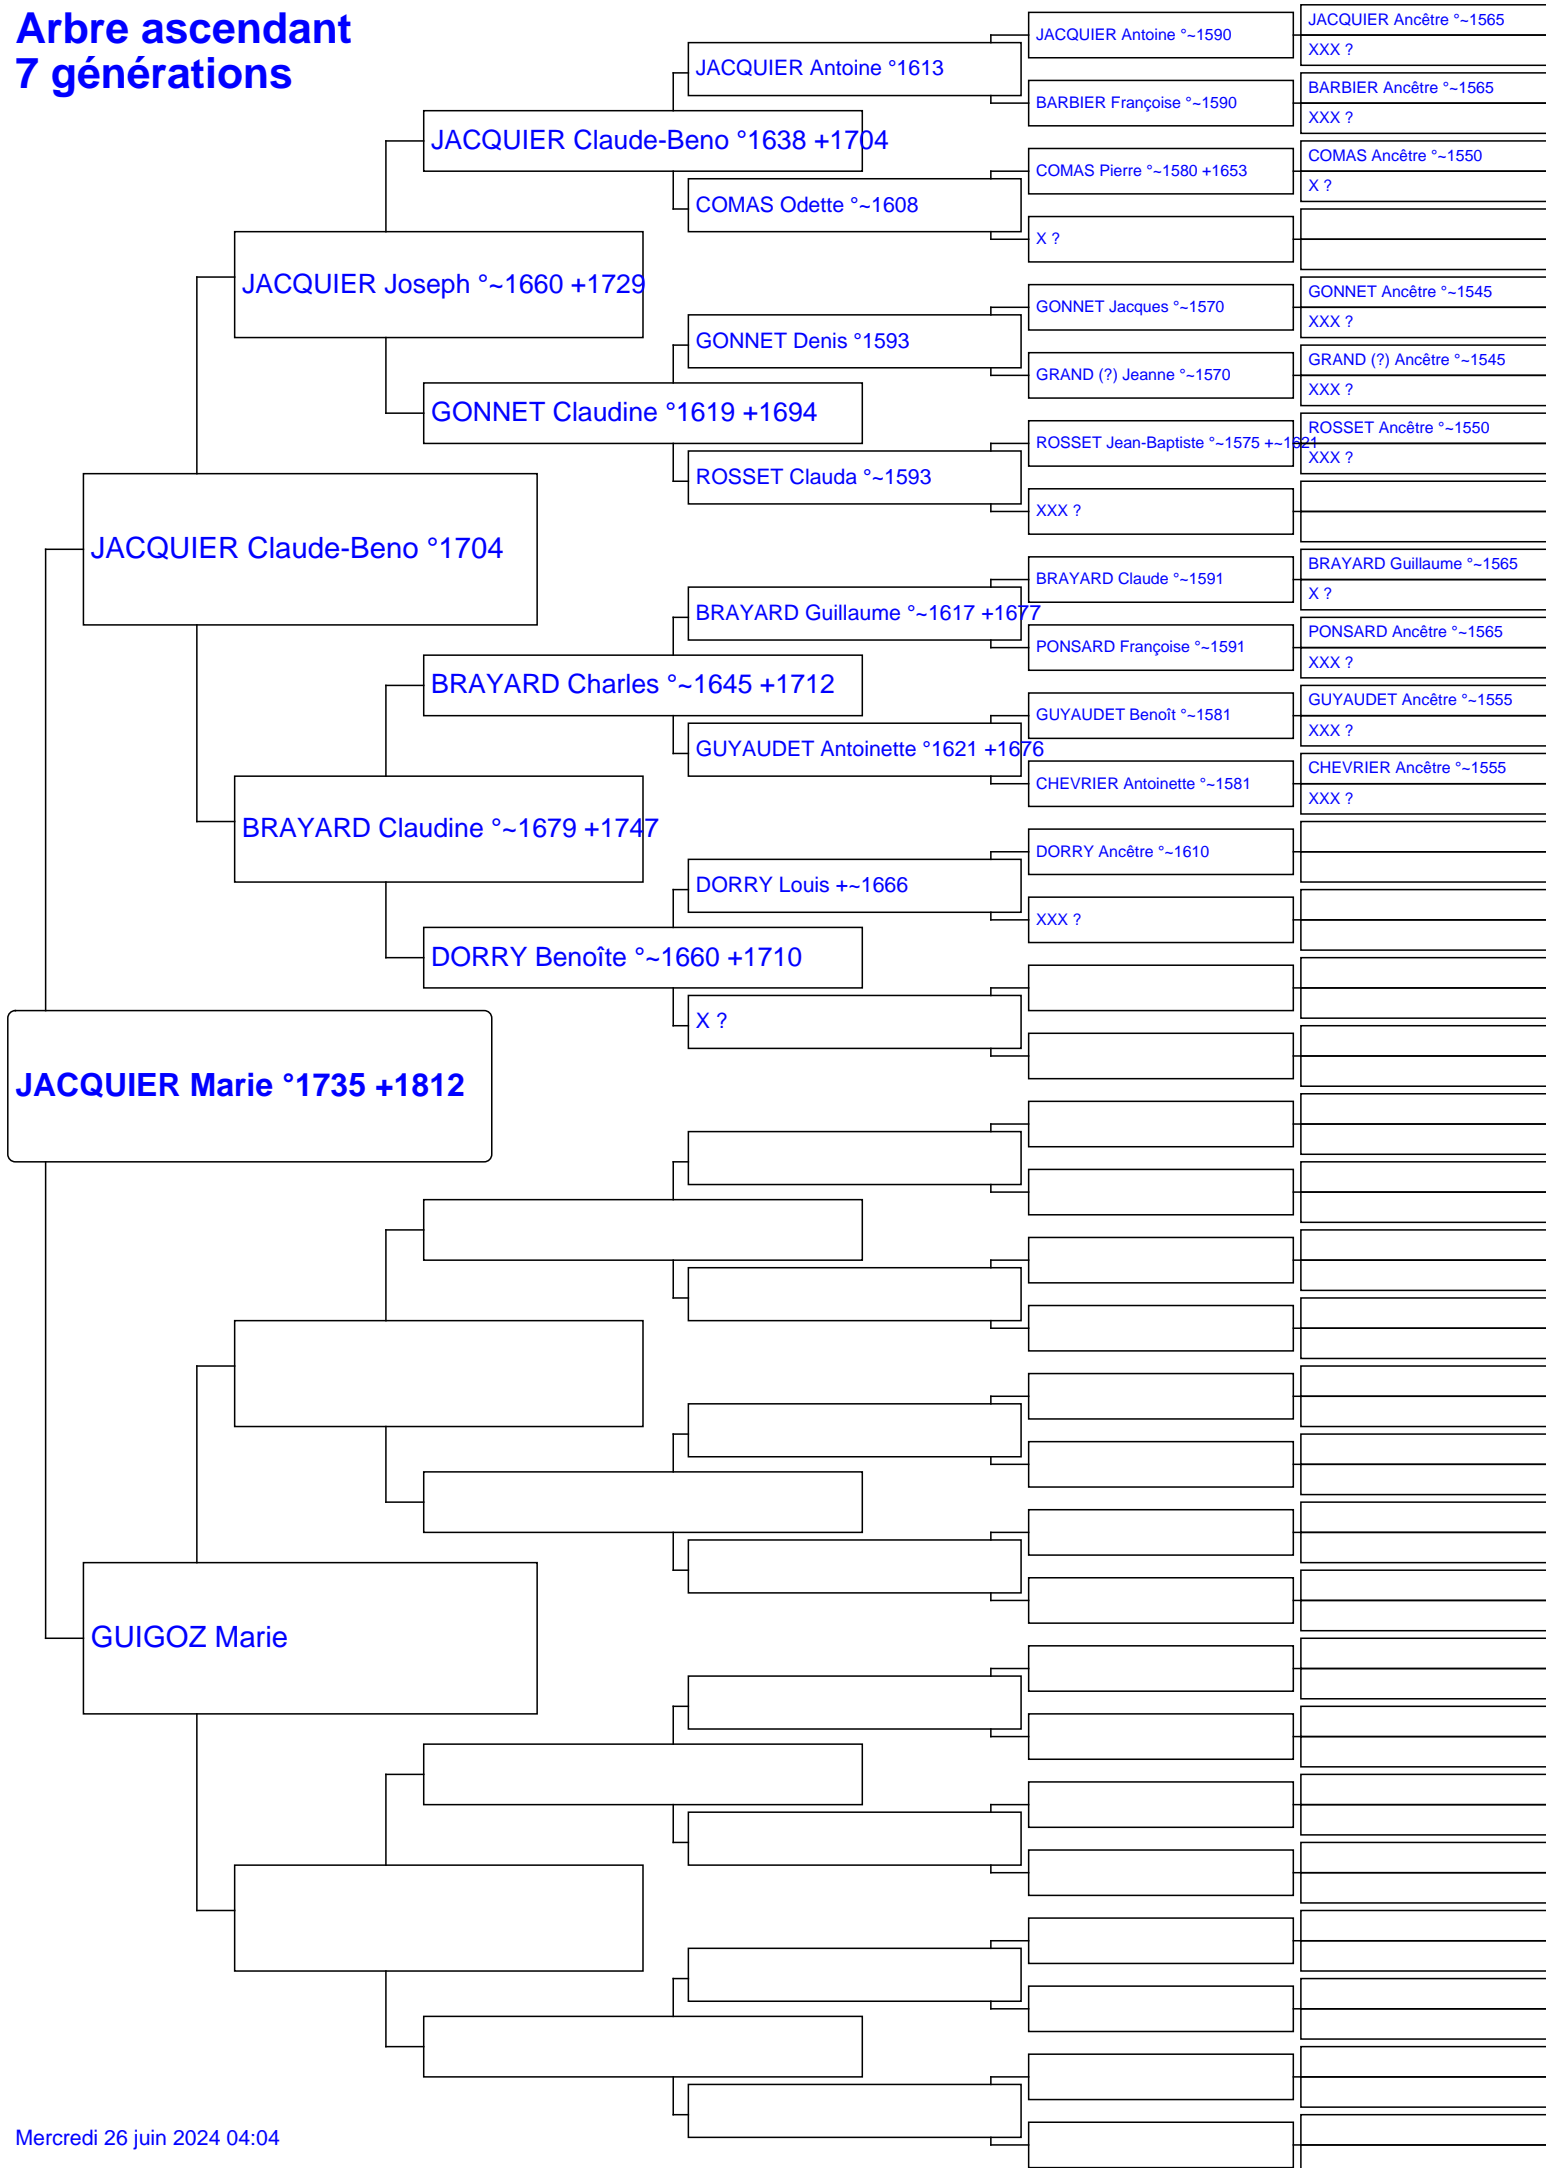 Arbre ascendant
7 générations
JACQUIER Marie °1735 +1812
JACQUIER Claude-Beno °1704
GUIGOZ Marie
JACQUIER Joseph °~1660 +1729
BRAYARD Claudine °~1679 +1747
JACQUIER Claude-Beno °1638 +1704
GONNET Claudine °1619 +1694
BRAYARD Charles °~1645 +1712
DORRY Benoîte °~1660 +1710
JACQUIER Antoine °1613
COMAS Odette °~1608
GONNET Denis °1593
ROSSET Clauda °~1593
BRAYARD Guillaume °~1617 +1677
GUYAUDET Antoinette °1621 +1676
DORRY Louis +~1666
X ?
JACQUIER Antoine °~1590
BARBIER Françoise °~1590
COMAS Pierre °~1580 +1653
X ?
GONNET Jacques °~1570
GRAND (?) Jeanne °~1570
ROSSET Jean-Baptiste °~1575 +~1621
XXX ?
BRAYARD Claude °~1591
PONSARD Françoise °~1591
GUYAUDET Benoît °~1581
CHEVRIER Antoinette °~1581
DORRY Ancêtre °~1610
XXX ?
JACQUIER Ancêtre °~1565
XXX ?
BARBIER Ancêtre °~1565
XXX ?
COMAS Ancêtre °~1550
X ?
GONNET Ancêtre °~1545
XXX ?
GRAND (?) Ancêtre °~1545
XXX ?
ROSSET Ancêtre °~1550
XXX ?
BRAYARD Guillaume °~1565
X ?
PONSARD Ancêtre °~1565
XXX ?
GUYAUDET Ancêtre °~1555
XXX ?
CHEVRIER Ancêtre °~1555
XXX ?
Mercredi 26 juin 2024 04:04